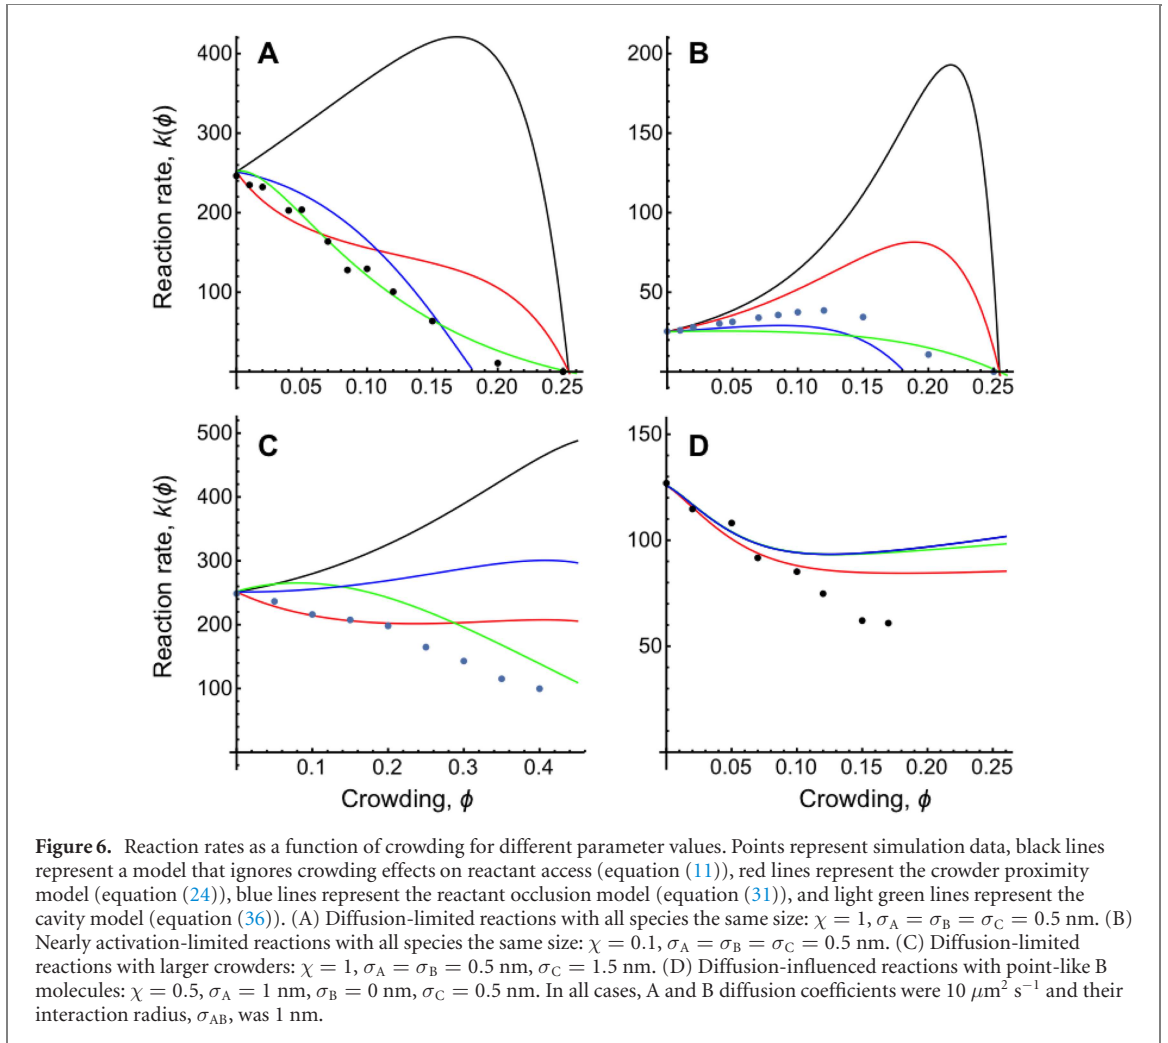 A
Reaction rate, k(ϕ)
400
300
200
100
0.05
0.10
0.15
0.20
0.25
B
200
150
100
50
0.05
0.10
0.15
0.20
0.25
C
Reaction rate, k(ϕ)
500
400
300
200
100
0.1
0.2
0.3
0.4
Crowding, ϕ
D
150
100
50
0.05
0.10
0.15
0.20
0.25
Crowding, ϕ
Figure 6. Reaction rates as a function of crowding for different parameter values. Points represent simulation data, black lines
represent a model that ignores crowding effects on reactant access (equation (11)), red lines represent the crowder proximity
model (equation (24)), blue lines represent the reactant occlusion model (equation (31)), and light green lines represent the
cavity model (equation (36)). (A) Diffusion-limited reactions with all species the same size: χ = 1, σA = σB = σC = 0.5 nm. (B)
Nearly activation-limited reactions with all species the same size: χ = 0.1, σA = σB = σC = 0.5 nm. (C) Diffusion-limited
reactions with larger crowders: χ = 1, σA = σB = 0.5 nm, σC = 1.5 nm. (D) Diffusion-influenced reactions with point-like B
molecules: χ = 0.5, σA = 1 nm, σB = 0 nm, σC = 0.5 nm. In all cases, A and B diffusion coefficients were 10 μm² s⁻¹ and their
interaction radius, σAB, was 1 nm.